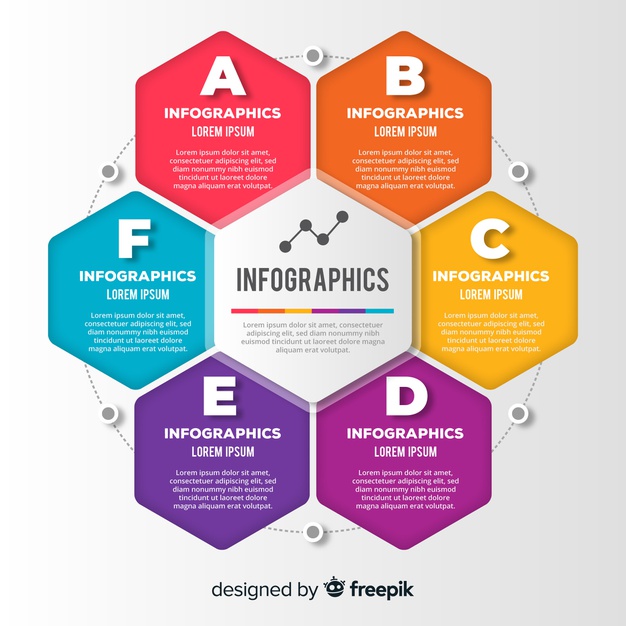 A
INFOGRAPHICS
LOREM IPSUM
Lorem ipsum dolor sit amet,
consectetuer adipiscing elit,
sed diam nonummy nibh
euismod tincidunt ut laoreet
dolore magna aliquam erat
volutpat.
B
INFOGRAPHICS
LOREM IPSUM
Lorem ipsum dolor sit amet,
consectetuer adipiscing elit, sed
diam nonummy nibh euismod
tincidunt ut laoreet dolore
magna aliquam erat volutpat.
C
INFOGRAPHICS
LOREM IPSUM
Lorem ipsum dolor sit amet,
consectetuer adipiscing elit, sed
diam nonummy nibh euismod
tincidunt ut laoreet dolore
magna aliquam erat volutpat.
D
INFOGRAPHICS
LOREM IPSUM
Lorem ipsum dolor sit amet,
consectetuer adipiscing elit, sed
diam nonummy nibh euismod
tincidunt ut laoreet dolore
magna aliquam erat volutpat.
E
INFOGRAPHICS
LOREM IPSUM
Lorem ipsum dolor sit amet,
consectetuer adipiscing elit, sed
diam nonummy nibh euismod
tincidunt ut laoreet dolore
magna aliquam erat volutpat.
F
INFOGRAPHICS
LOREM IPSUM
Lorem ipsum dolor sit amet,
consectetuer adipiscing elit, sed
diam nonummy nibh euismod
tincidunt ut laoreet dolore
magna aliquam erat volutpat.
INFOGRAPHICS
Lorem ipsum dolor sit amet, consectetuer
adipiscing elit, sed diam nonummy
nibh euismod
designed by freepik